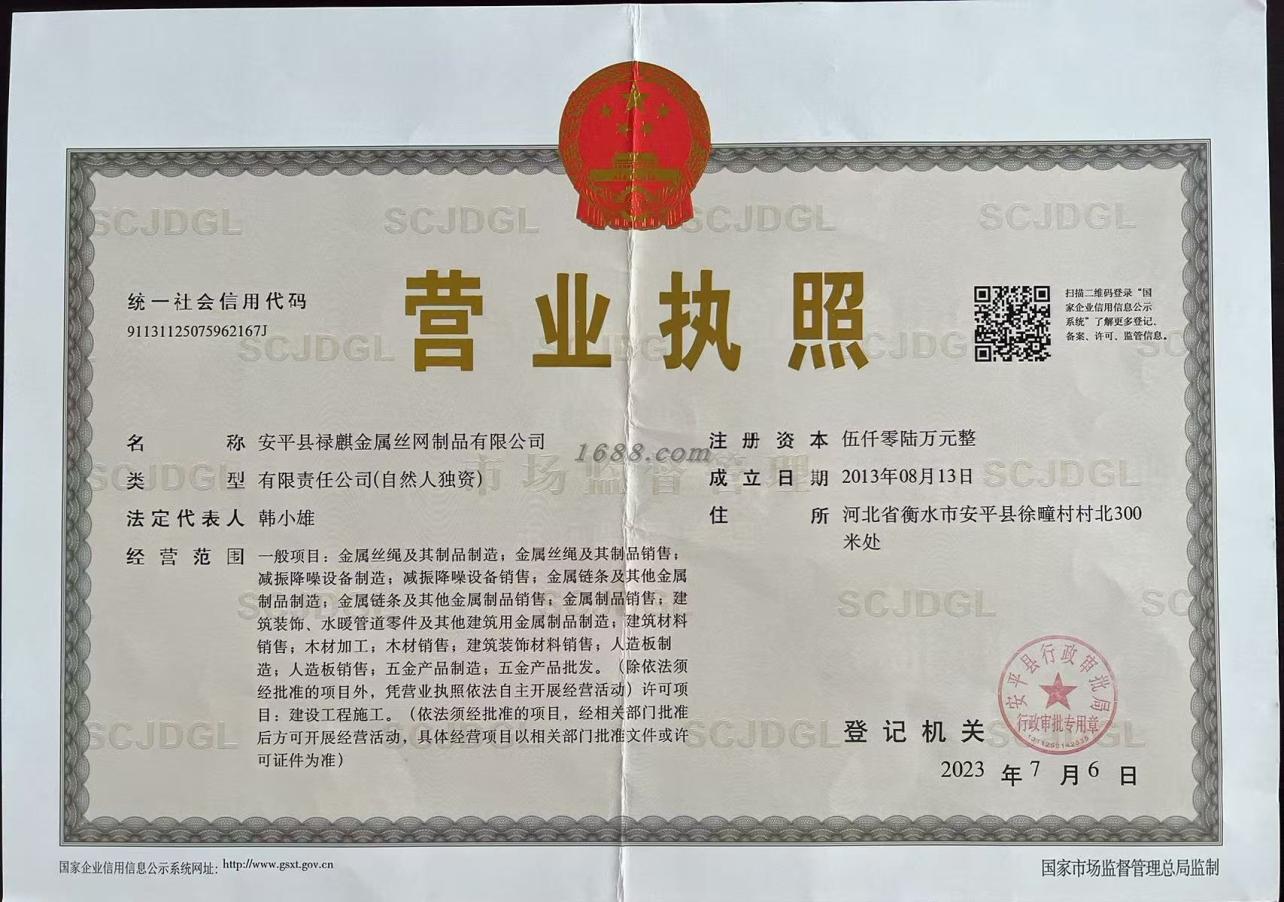 SCJDGL SCJDGL SCJDGL SCJDGL
营业执照
统一社会信用代码
91131125075962167J
扫描二维码登录“国
家企业信用信息公示
系统”了解更多登记、
备案、许可、监管信息。
SCJDGL SCJDGL SCJDGL
名称 安平县禄麒金属丝网制品有限公司
类型 有限责任公司(自然人独资)
法定代表人 韩小雄
经营范围 一般项目：金属丝绳及其制品制造；金属丝绳及其制品销售；
减振降噪设备制造；减振降噪设备销售；金属链条及其他金属
制品制造；金属链条及其他金属制品销售；金属制品销售；建
筑装饰、水暖管道零件及其他建筑用金属制品制造；建筑材料
销售；木材加工；木材销售；建筑装饰材料销售；人造板制
造；人造板销售；五金产品制造；五金产品批发。（除依法须
经批准的项目外，凭营业执照依法自主开展经营活动）许可项
目：建设工程施工。（依法须经批准的项目，经相关部门批准
后方可开展经营活动，具体经营项目以相关部门批准文件或许
可证件为准）
1688.com
市场监督管理
注册资本 伍仟零陆万元整
成立日期 2013年08月13日
住所 河北省衡水市安平县徐疃村村北300
米处
SCJDGL SCJDGL
SCJDGL SCJDGL
SCJDGL SCJDGL
安平县行政审批局
行政审批专用章
登记机关
2023 年 7 月 6 日
国家企业信用信息公示系统网址：http://www.gsxt.gov.cn
国家市场监督管理总局监制